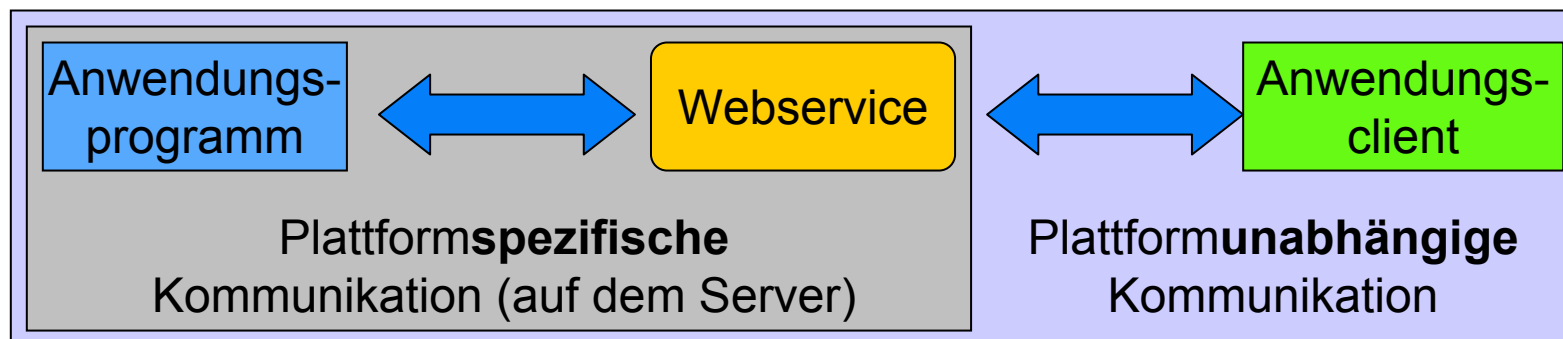 Anwendungs-
programm
Webservice
Anwendungs-
client
Plattformspezifische
Kommunikation (auf dem Server)
Plattformunabhängige
Kommunikation